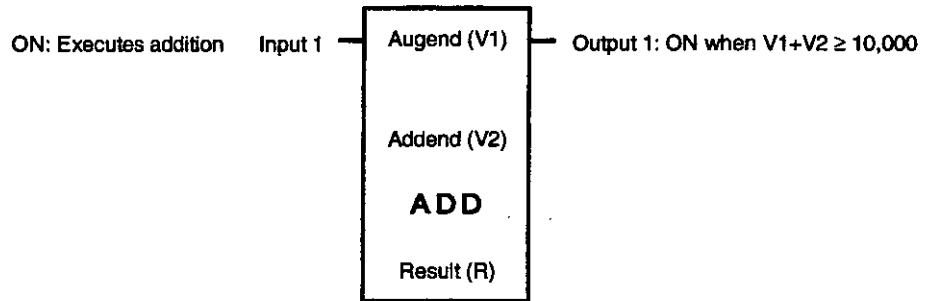 ON: Executes addition Input 1 Augend (V1) Output 1: ON when V1+V2 ≥ 10,000
Addend (V2)
ADD
Result (R)